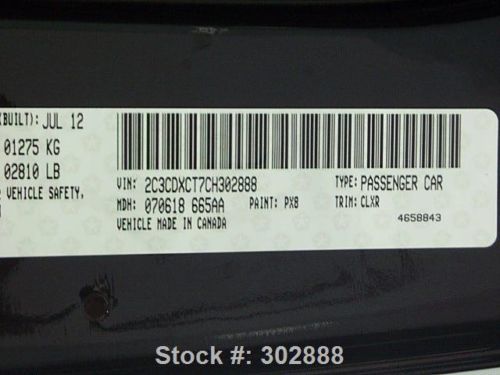 (BUILT): JUL 12
01275 KG
02810 LB
VEHICLE SAFETY,
VIN: 2C3CDXCT7CH302888
TYPE: PASSENGER CAR
MDH: 070618 665AA
PAINT: PX8
TRIM: CLXR
VEHICLE MADE IN CANADA
4658843
Stock #: 302888